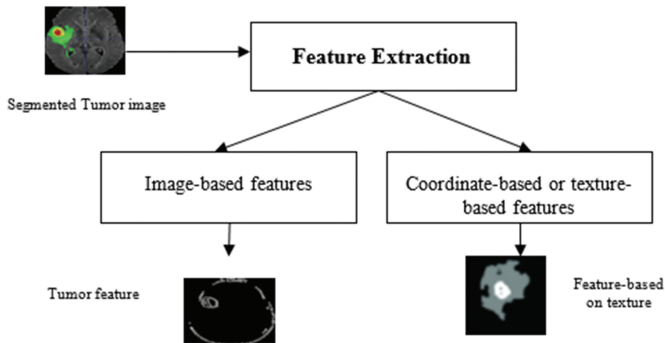 Feature Extraction
Segmented Tumor image
Image-based features
Coordinate-based or texture-
based features
Tumor feature
Feature-based
on texture